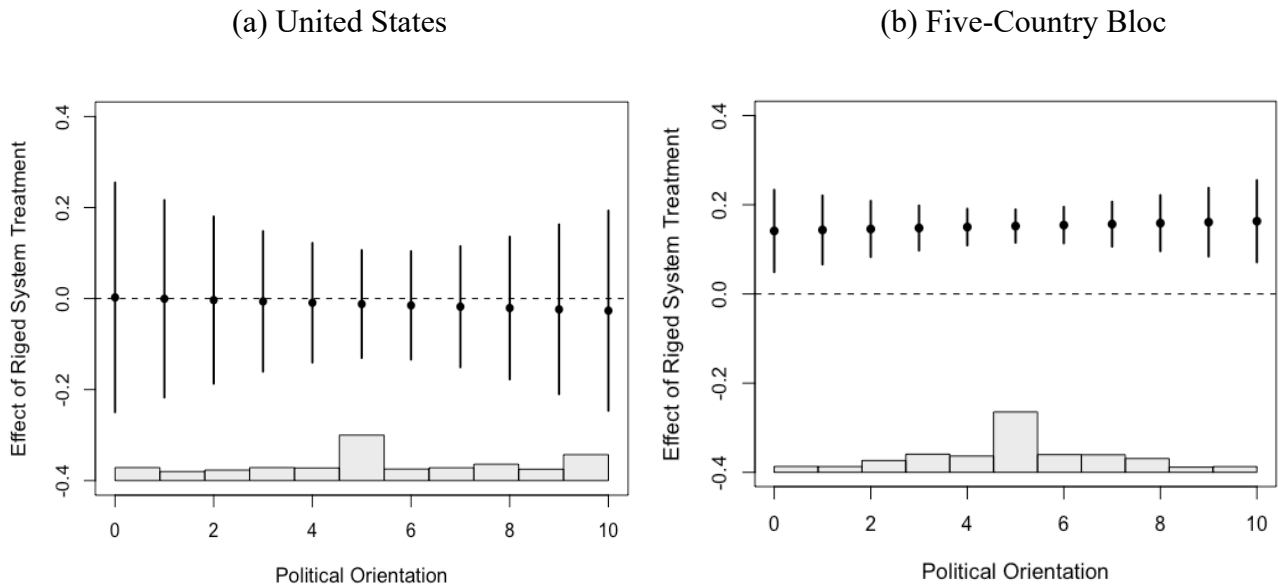 (a) United States
Effect of Riged System Treatment
0.4
0.2
0.0
-0.2
-0.4
0 2 4 6 8 10
Political Orientation
(b) Five-Country Bloc
Effect of Riged System Treatment
0.4
0.2
0.0
-0.2
-0.4
0 2 4 6 8 10
Political Orientation